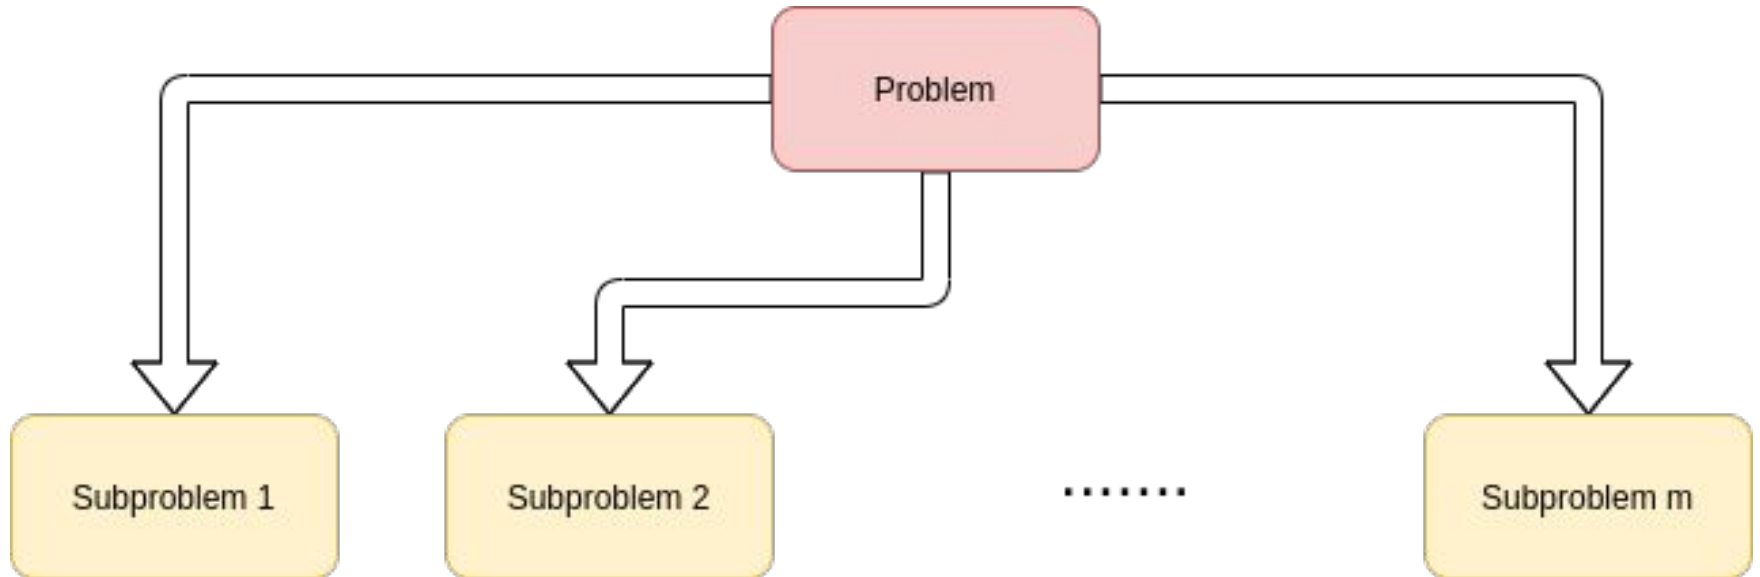 Problem
Subproblem 1
Subproblem 2
.......
Subproblem m